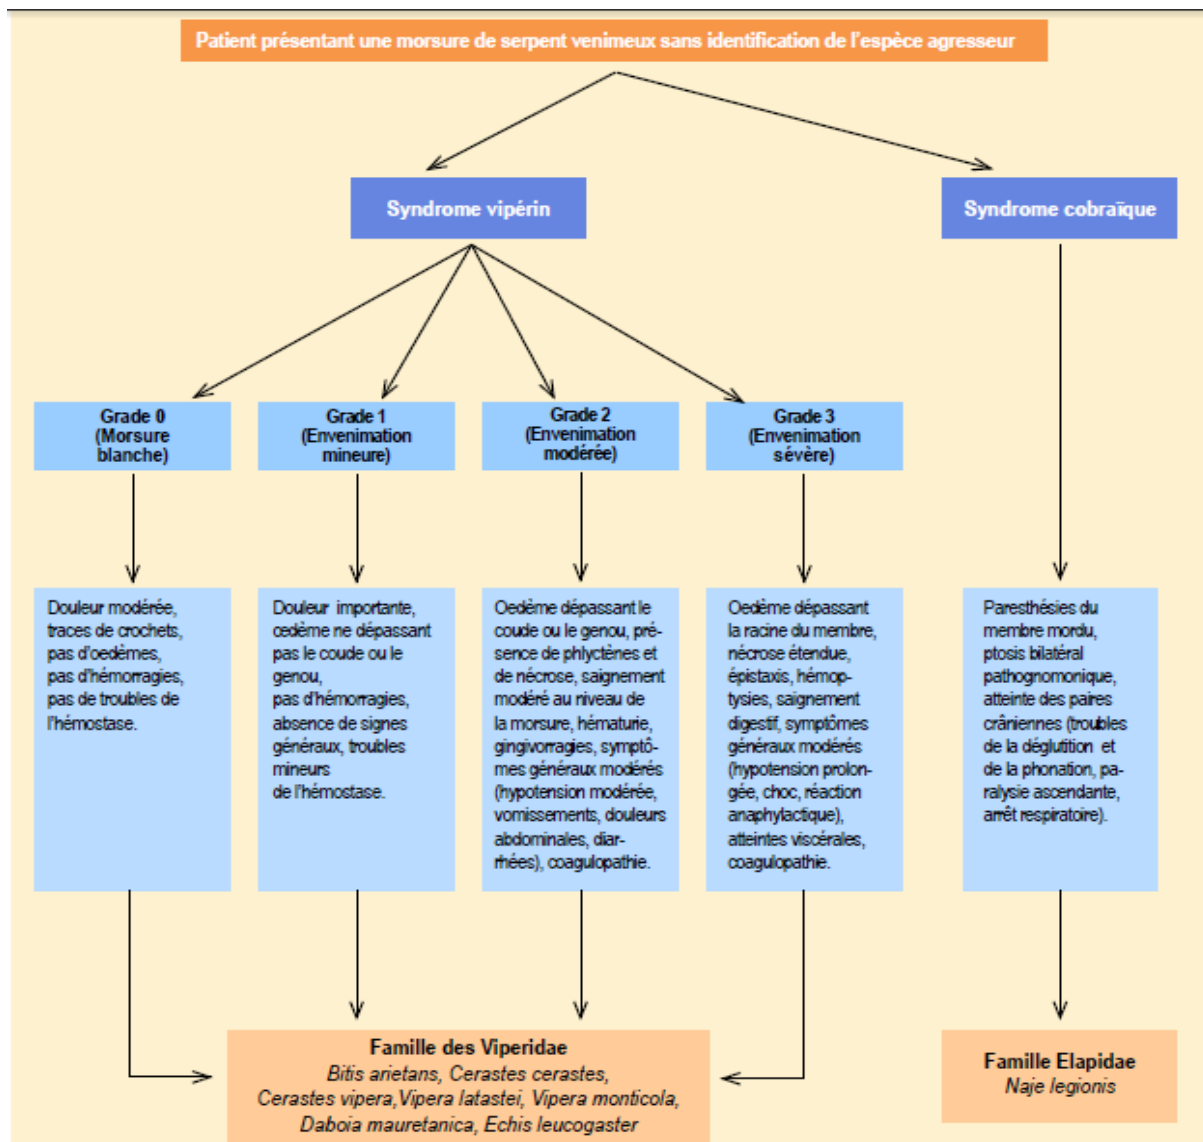 Patient présentant une morsure de serpent venimeux sans identification de l'espèce agresseur
Syndrome vipérin
Syndrome cobraïque
Grade 0
(Morsure
blanche)
Grade 1
(Envenimation
mineure)
Grade 2
(Envenimation
modérée)
Grade 3
(Envenimation
sévère)
Douleur modérée,
traces de crochets,
pas d'oedèmes,
pas d'hémorragies,
pas de troubles de
l'hémostase.
Douleur importante,
œdème ne dépassant
pas le coude ou le
genou,
pas d'hémorragies,
absence de signes
généraux, troubles
mineurs
de l'hémostase.
Oedème dépassant le
coude ou le genou, pré-
sence de phlyctènes et
de nécrose, saignement
modéré au niveau de
la morsure, hématurie,
gingivorragies, symptô-
mes généraux modérés
(hypotension modérée,
vomissements, douleurs
abdominales, diar-
rhées), coagulopathie.
Oedème dépassant
la racine du membre,
nécrose étendue,
épistaxis, hémop-
tysies, saignement
digestif, symptômes
généraux modérés
(hypotension prolon-
gée, choc, réaction
anaphylactique),
atteintes viscérales,
coagulopathie.
Paresthésies du
membre mordu,
ptosis bilatéral
pathognomonique,
atteinte des paires
crâniennes (troubles
de la déglutition et
de la phonation, pa-
ralysie ascendante,
arrêt respiratoire).
Famille des Viperidae
Bitis arietans, Cerastes cerastes,
Cerastes vipera,Vipera latastei, Vipera monticola,
Daboia mauretanica, Echis leucogaster
Famille Elapidae
Naje legionis